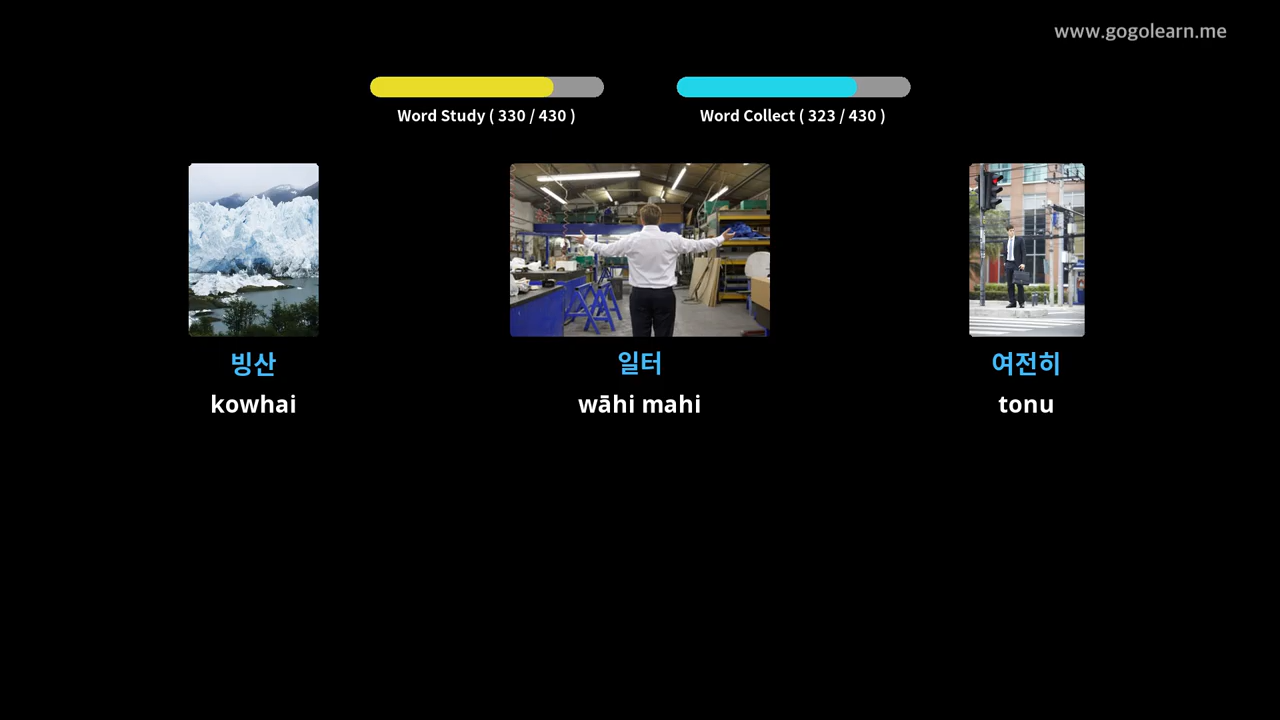 www.gogolearn.me
Word Study ( 330 / 430 )
Word Collect ( 323 / 430 )
빙산
일터
여전히
kowhai
wāhi mahi
tonu